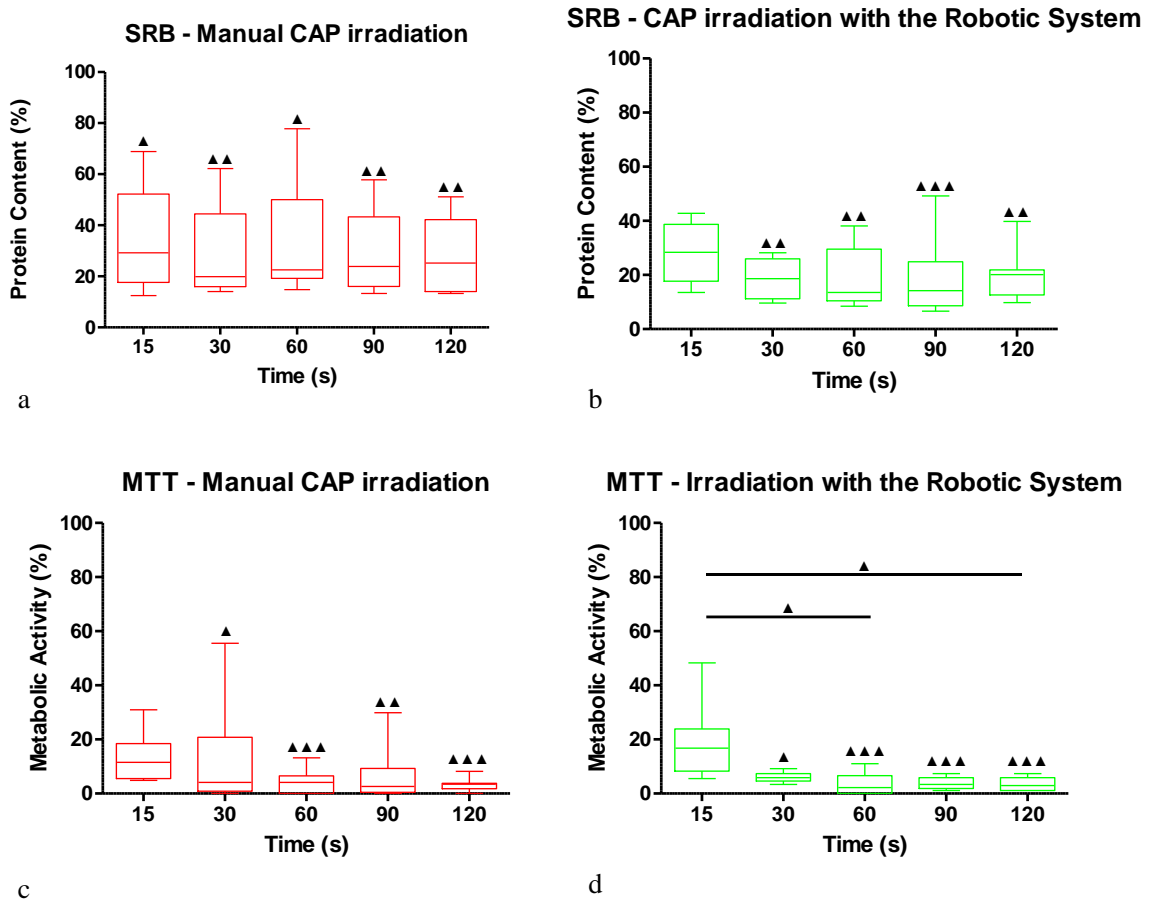 SRB - Manual CAP irradiation
Protein Content (%)
100
80
60
40
20
0
▲
▲▲
▲
▲▲
▲▲
15 30 60 90 120
Time (s)
a
SRB - CAP irradiation with the Robotic System
Protein Content (%)
100
80
60
40
20
0
▲▲
▲▲
▲▲▲
▲▲
15 30 60 90 120
Time (s)
b
MTT - Manual CAP irradiation
Metabolic Activity (%)
100
80
60
40
20
0
▲
▲▲▲
▲▲
▲▲▲
15 30 60 90 120
Time (s)
c
MTT - Irradiation with the Robotic System
Metabolic Activity (%)
100
80
60
40
20
0
▲
▲
▲
▲▲▲
▲▲▲
▲▲▲
15 30 60 90 120
Time (s)
d